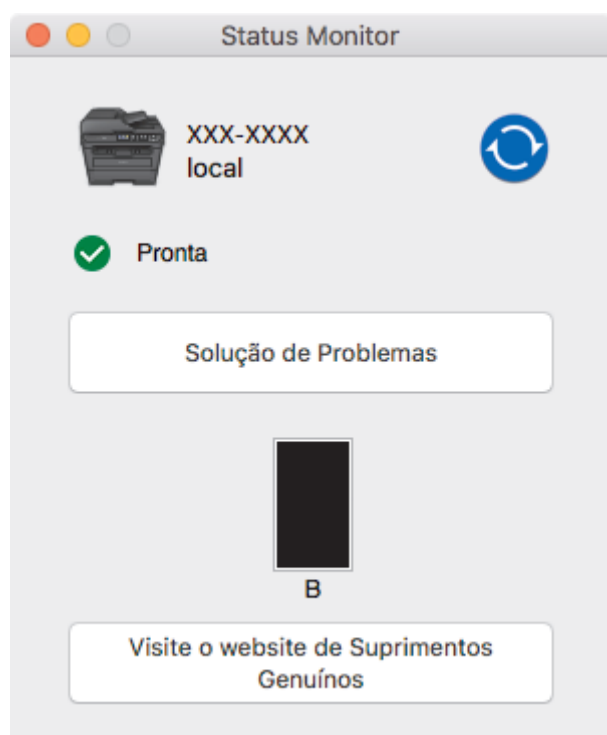 Status Monitor
XXX-XXXX
local
Pronta
Solução de Problemas
B
Visite o website de Suprimentos
Genuínos